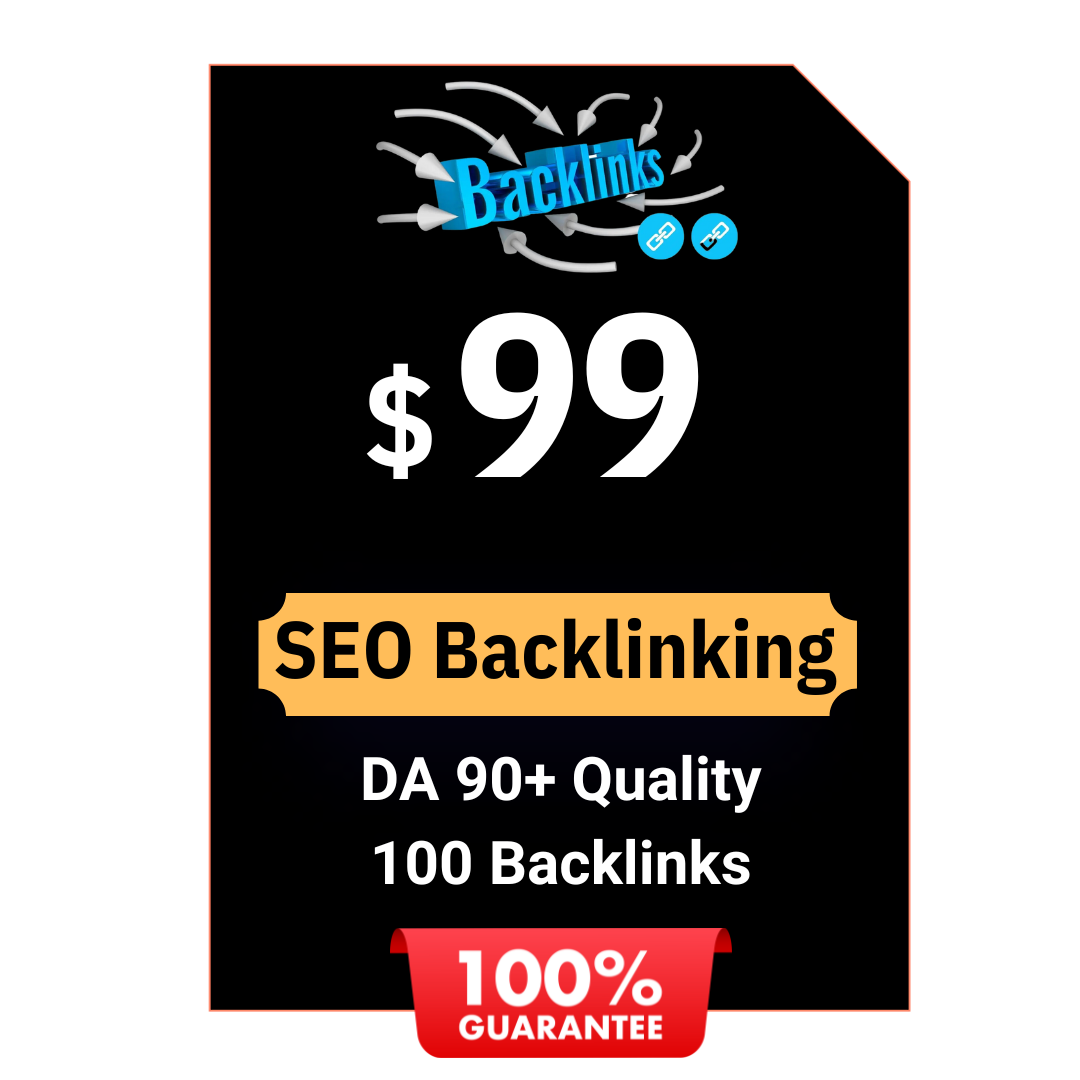 Backlinks
$99
SEO Backlinking
DA 90+ Quality
100 Backlinks
100%
GUARANTEE